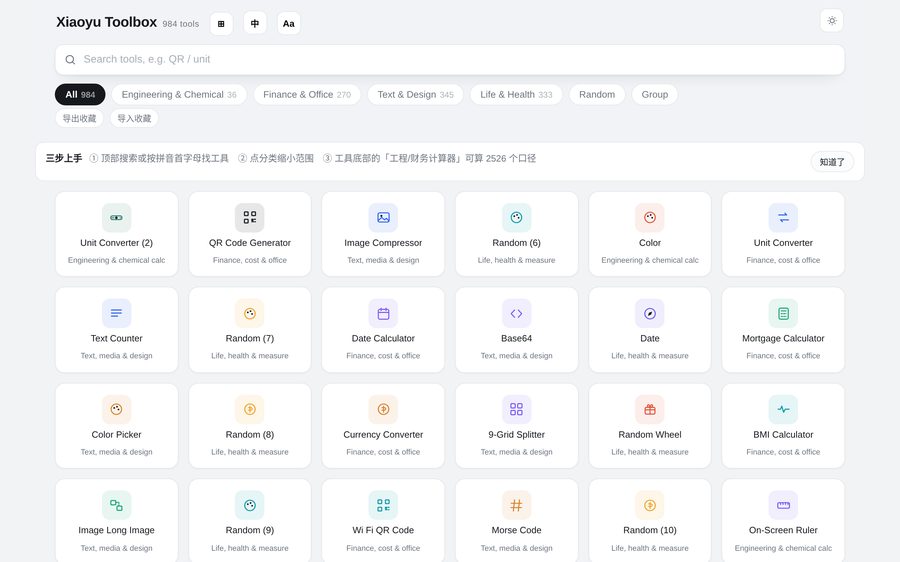 Xiaoyu Toolbox 984 tools 中 Aa
Search tools, e.g. QR / unit
All 984 Engineering & Chemical 36 Finance & Office 270 Text & Design 345 Life & Health 333 Random Group
导出收藏 导入收藏
三步上手 ① 顶部搜索或按拼音首字母找工具 ② 点分类缩小范围 ③ 工具底部的「工程/财务计算器」可算 2526 个口径 知道了
Unit Converter (2) QR Code Generator Image Compressor Random (6) Color Unit Converter
Engineering & chemical calc Finance, cost & office Text, media & design Life, health & measure Engineering & chemical calc Finance, cost & office
Text Counter Random (7) Date Calculator Base64 Date Mortgage Calculator
Text, media & design Life, health & measure Finance, cost & office Text, media & design Life, health & measure Finance, cost & office
Color Picker Random (8) Currency Converter 9-Grid Splitter Random Wheel BMI Calculator
Text, media & design Life, health & measure Finance, cost & office Text, media & design Life, health & measure Finance, cost & office
Image Long Image Random (9) Wi Fi QR Code Morse Code Random (10) On-Screen Ruler
Text, media & design Life, health & measure Finance, cost & office Text, media & design Life, health & measure Engineering & chemical calc